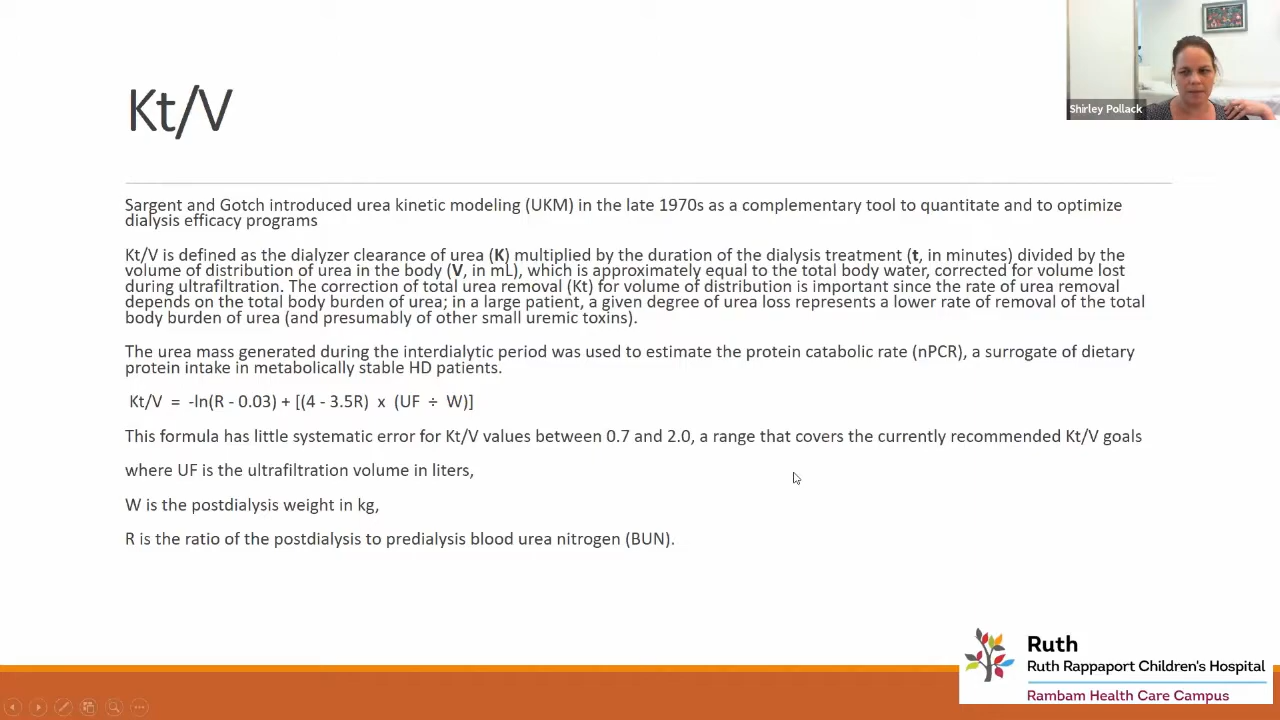 Shirley Pollack
Kt/V
Sargent and Gotch introduced urea kinetic modeling (UKM) in the late 1970s as a complementary tool to quantitate and to optimize
dialysis efficacy programs
Kt/V is defined as the dialyzer clearance of urea (K) multiplied by the duration of the dialysis treatment (t, in minutes) divided by the
volume of distribution of urea in the body (V, in mL), which is approximately equal to the total body water, corrected for volume lost
during ultrafiltration. The correction of total urea removal (Kt) for volume of distribution is important since the rate of urea removal
depends on the total body burden of urea; in a large patient, a given degree of urea loss represents a lower rate of removal of the total
body burden of urea (and presumably of other small uremic toxins).
The urea mass generated during the interdialytic period was used to estimate the protein catabolic rate (nPCR), a surrogate of dietary
protein intake in metabolically stable HD patients.
Kt/V = -ln(R - 0.03) + [(4 - 3.5R) x (UF ÷ W)]
This formula has little systematic error for Kt/V values between 0.7 and 2.0, a range that covers the currently recommended Kt/V goals
where UF is the ultrafiltration volume in liters,
W is the postdialysis weight in kg,
R is the ratio of the postdialysis to predialysis blood urea nitrogen (BUN).
Ruth
Ruth Rappaport Children's Hospital
Rambam Health Care Campus